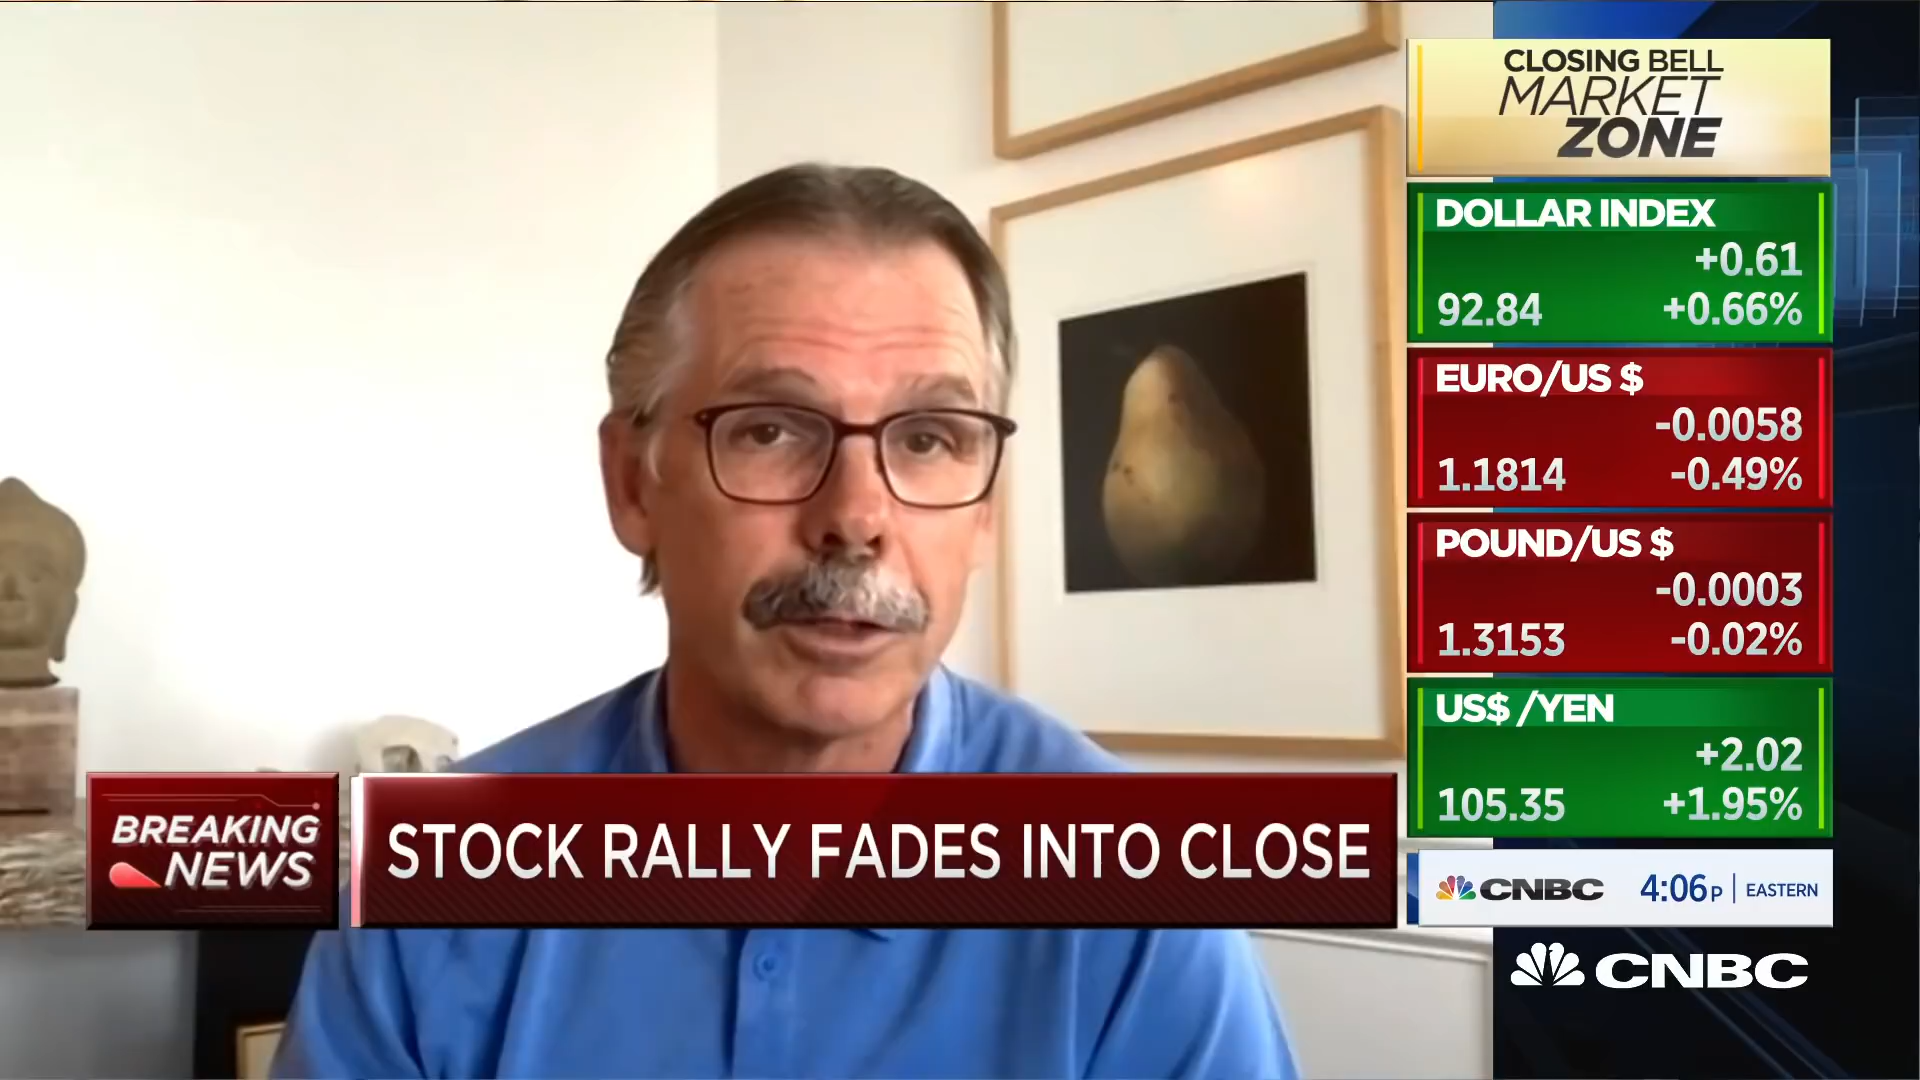 CLOSING BELL
MARKET
ZONE
DOLLAR INDEX
+0.61
92.84 +0.66%
EURO/US $
-0.0058
1.1814 -0.49%
POUND/US $
-0.0003
1.3153 -0.02%
US$/YEN
+2.02
105.35 +1.95%
BREAKING
NEWS
STOCK RALLY FADES INTO CLOSE
CNBC 4:06P EASTERN
CNBC